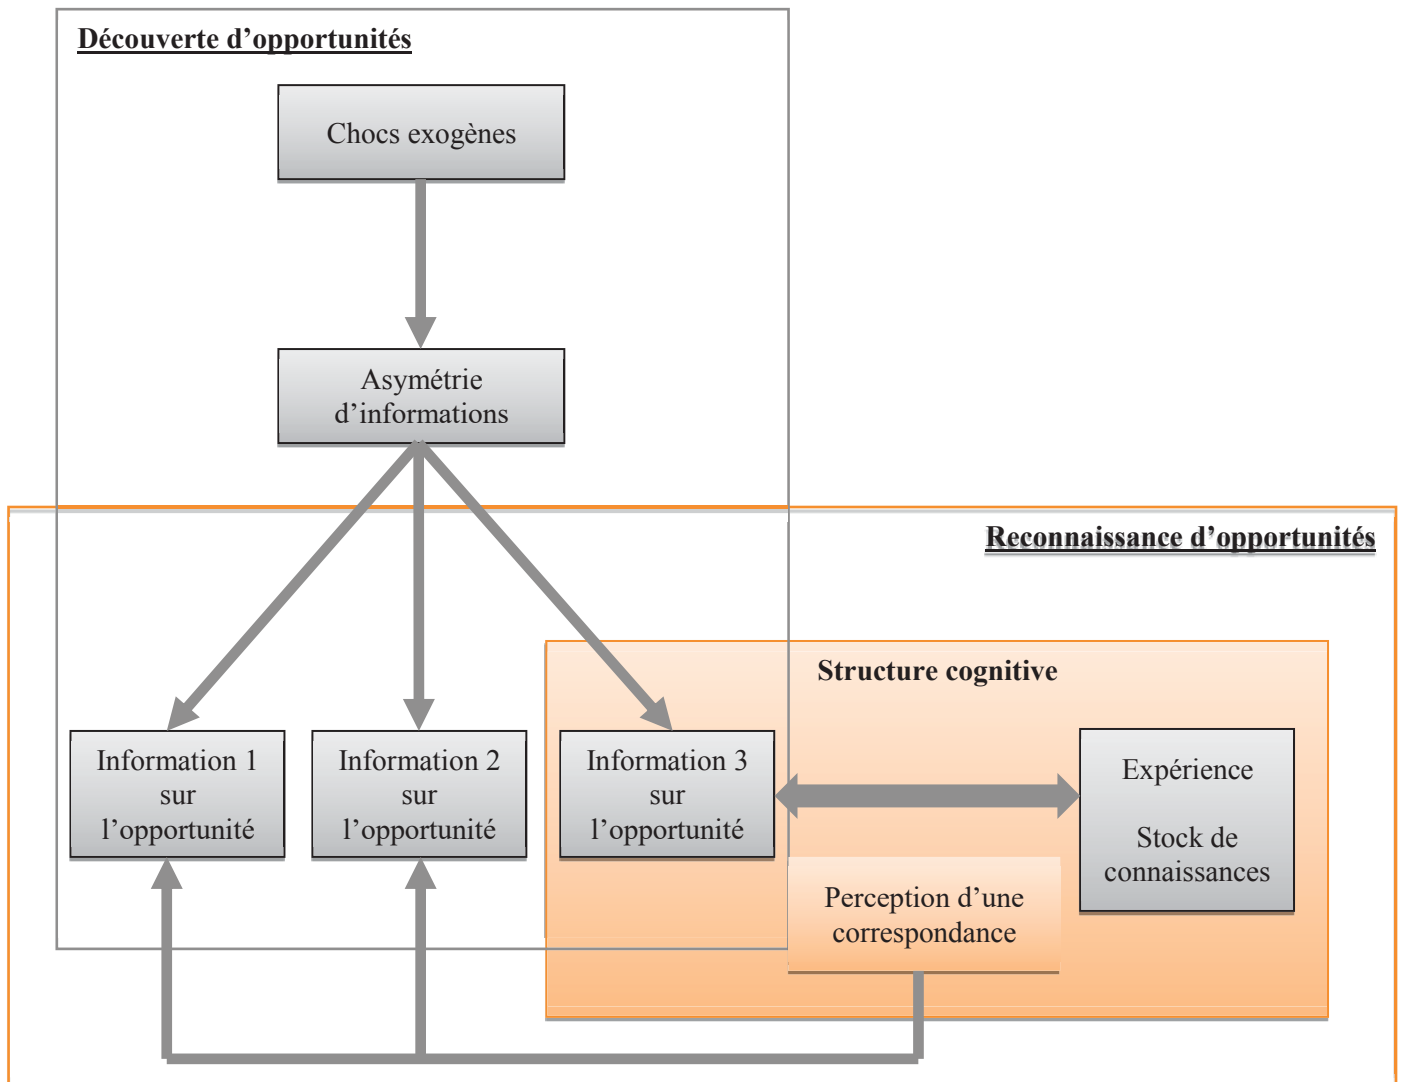 Découverte d’opportunités
Chocs exogènes
Asymétrie
d’informations
Reconnaissance d’opportunités
Structure cognitive
Information 1
sur
l’opportunité
Information 2
sur
l’opportunité
Information 3
sur
l’opportunité
Expérience
Stock de
connaissances
Perception d’une
correspondance